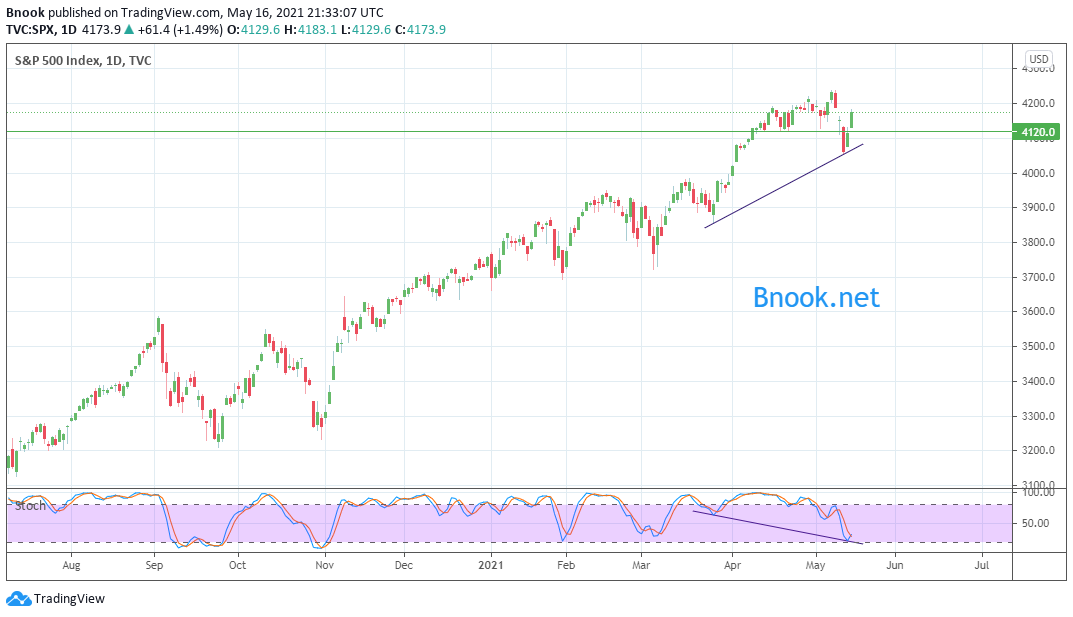 Bnook published on TradingView.com, May 16, 2021 21:33:07 UTC
TVC:SPX, 1D 4173.9 ▲ +61.4 (+1.49%) O:4129.6 H:4183.1 L:4129.6 C:4173.9
S&P 500 Index, 1D, TVC
USD
4300.0
4200.0
4120.0
4100.0
4000.0
3900.0
3800.0
3700.0
Bnook.net
3600.0
3500.0
3400.0
3300.0
3200.0
3100.0
Stoch
100.00
50.00
Aug Sep Oct Nov Dec 2021 Feb Mar Apr May Jun Jul
TradingView